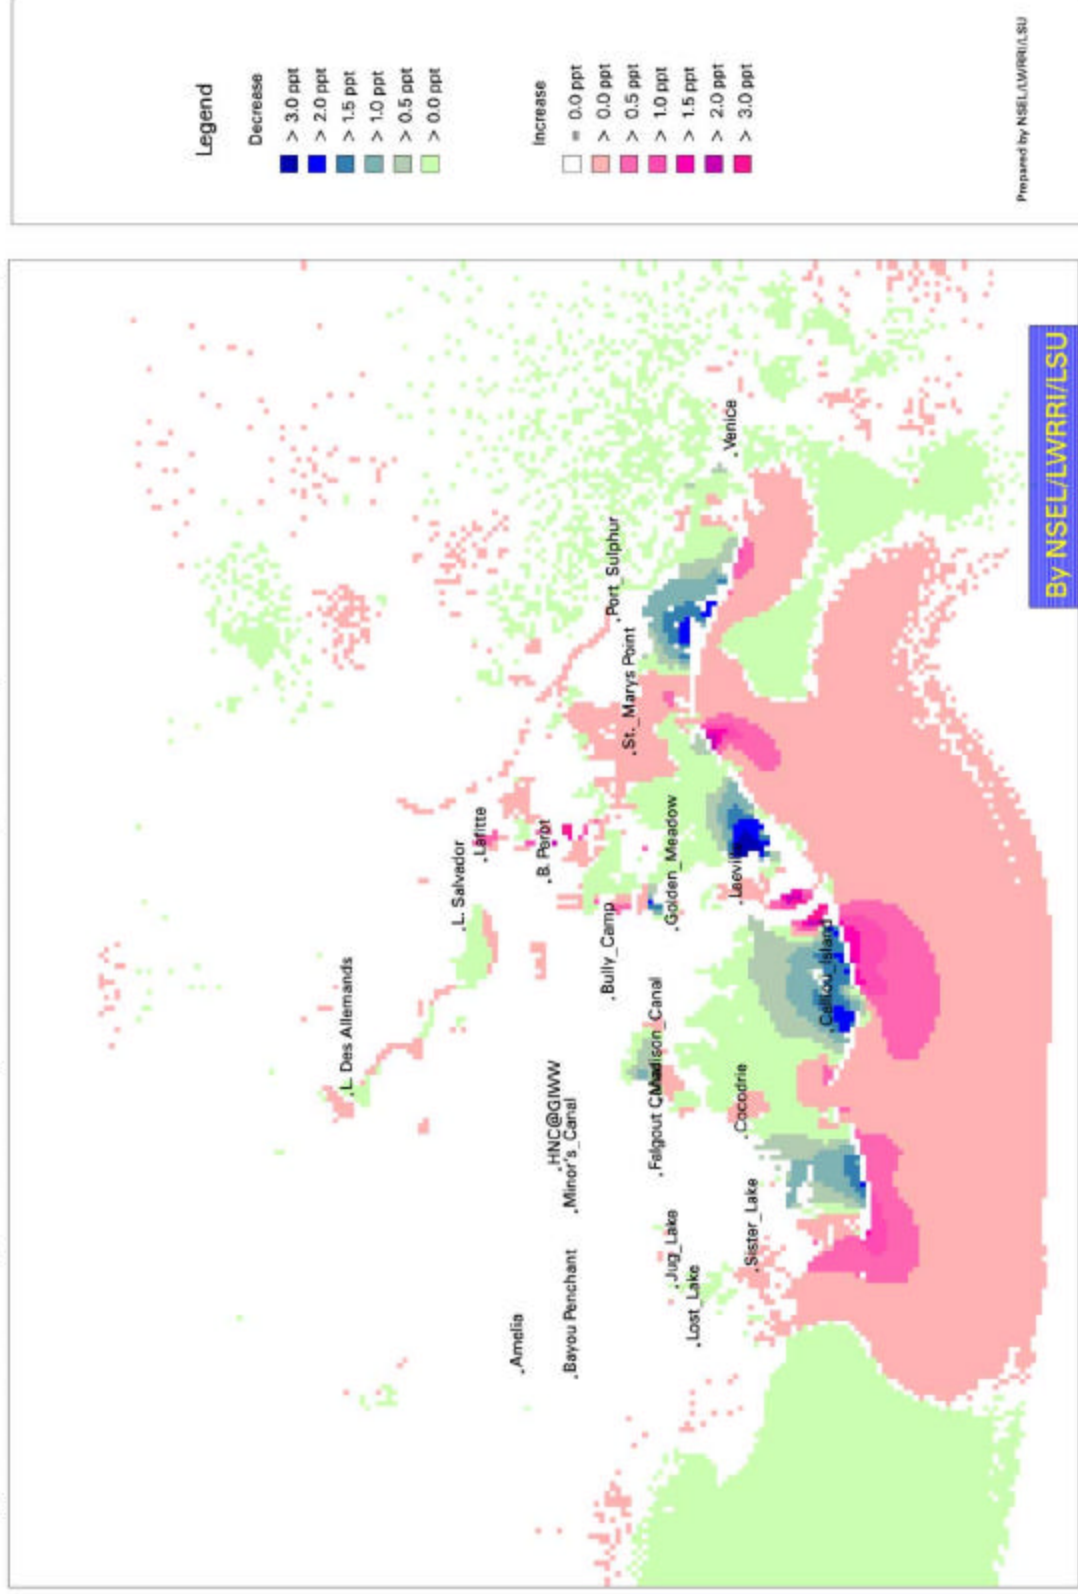 Legend
Decrease
> 3.0 ppt
> 2.0 ppt
> 1.5 ppt
> 1.0 ppt
> 0.5 ppt
> 0.0 ppt
Increase
= 0.0 ppt
> 0.0 ppt
> 0.5 ppt
> 1.0 ppt
> 1.5 ppt
> 2.0 ppt
> 3.0 ppt
Prepared by NSEL/LWRRI/LSU
L. Des Allemands
L. Salvador
Lafitte
Amelia
B. Perot
HNC@GIWW
Minor's_Canal
Bayou Penchant
Bully_Camp
Port_Sulphur
St._Marys Point
Falgout
Madison_Canal
Golden_Meadow
Jug_Lake
Lost_Lake
Venice
Leevil
Cocodrie
Sister_Lake
Caillou_Island
By NSEL/LWRRI/LSU